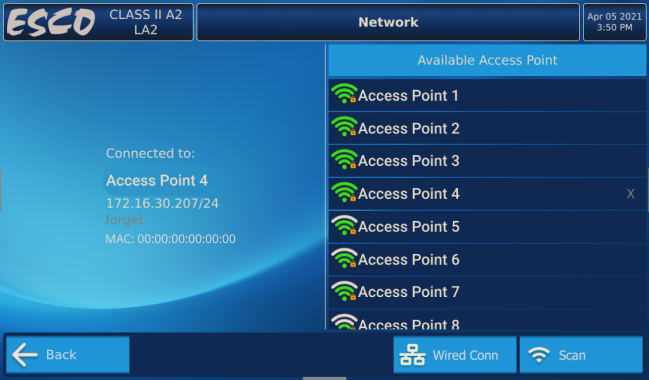 ESCO
CLASS II A2
LA2
Network
Apr 05 2021
3:50 PM
Available Access Point
Access Point 1
Access Point 2
Access Point 3
Access Point 4 X
Access Point 5
Access Point 6
Access Point 7
Access Point 8
Connected to:
Access Point 4
172.16.30.207/24
forget
MAC: 00:00:00:00:00:00
Back
Wired Conn
Scan